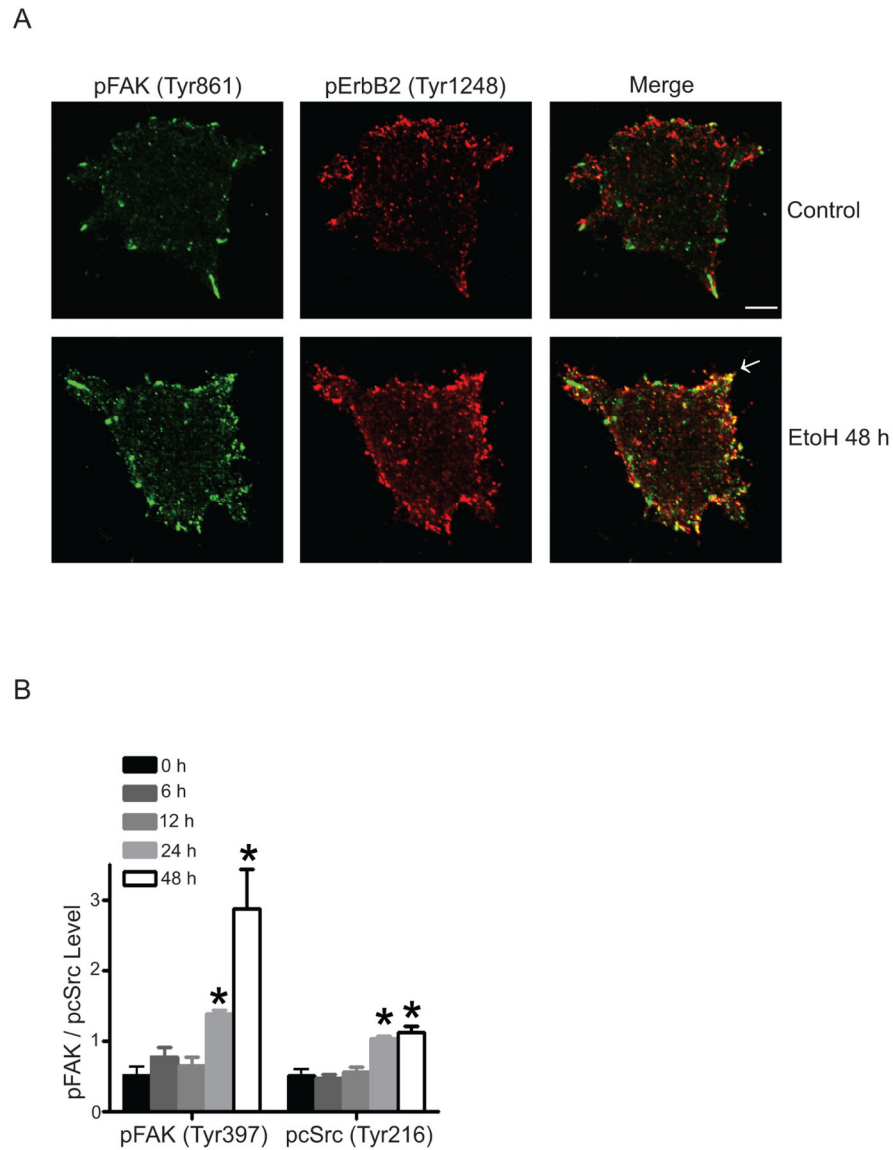 A
pFAK (Tyr861) pErbB2 (Tyr1248) Merge
Control
EtoH 48 h
B
0 h
6 h
12 h
24 h
48 h
* * * *
3
2
1
0
pFAK / pcSrc Level
pFAK (Tyr397) pcSrc (Tyr216)